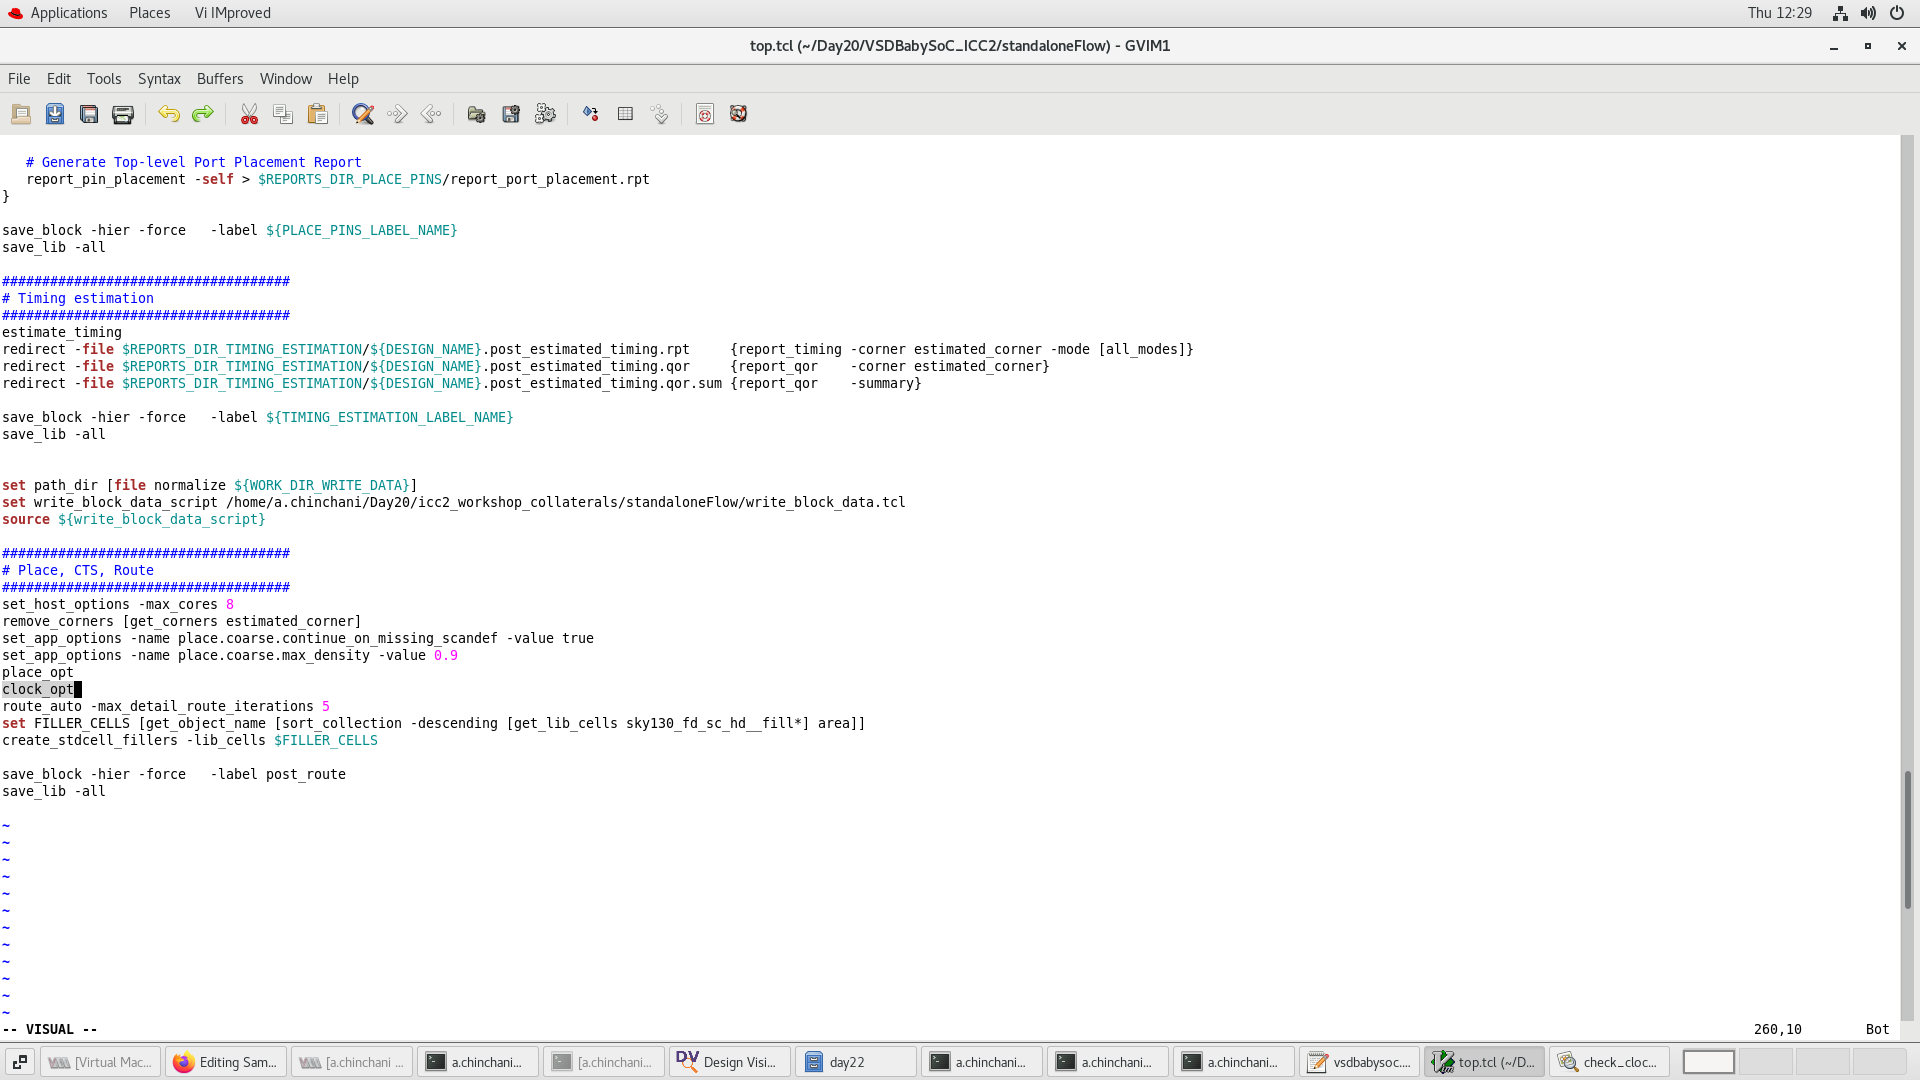 Applications Places Vi IMproved Thu 12:29
top.tcl (~/Day20/VSDBabySoC_ICC2/standaloneFlow) - GVIM1
File Edit Tools Syntax Buffers Window Help
# Generate Top-level Port Placement Report
report_pin_placement -self > $REPORTS_DIR_PLACE_PINS/report_port_placement.rpt
}
save_block -hier -force   -label ${PLACE_PINS_LABEL_NAME}
save_lib -all
####################################
# Timing estimation
####################################
estimate_timing
redirect -file $REPORTS_DIR_TIMING_ESTIMATION/${DESIGN_NAME}.post_estimated_timing.rpt     {report_timing -corner estimated_corner -mode [all_modes]}
redirect -file $REPORTS_DIR_TIMING_ESTIMATION/${DESIGN_NAME}.post_estimated_timing.qor     {report_qor    -corner estimated_corner}
redirect -file $REPORTS_DIR_TIMING_ESTIMATION/${DESIGN_NAME}.post_estimated_timing.qor.sum {report_qor    -summary}
save_block -hier -force   -label ${TIMING_ESTIMATION_LABEL_NAME}
save_lib -all
set path_dir [file normalize ${WORK_DIR_WRITE_DATA}]
set write_block_data_script /home/a.chinchani/Day20/icc2_workshop_collaterals/standaloneFlow/write_block_data.tcl
source ${write_block_data_script}
####################################
# Place, CTS, Route
####################################
set_host_options -max_cores 8
remove_corners [get_corners estimated_corner]
set_app_options -name place.coarse.continue_on_missing_scandef -value true
set_app_options -name place.coarse.max_density -value 0.9
place_opt
clock_opt
route_auto -max_detail_route_iterations 5
set FILLER_CELLS [get_object_name [sort_collection -descending [get_lib_cells sky130_fd_sc_hd__fill*] area]]
create_stdcell_fillers -lib_cells $FILLER_CELLS
save_block -hier -force   -label post_route
save_lib -all
~
~
~
~
~
~
~
~
~
~
~
~
-- VISUAL -- 260,10 Bot
[Virtual Mac... Editing Sam... [a.chinchani ... a.chinchani... [a.chinchani... DV Design Visi... day22 a.chinchani... a.chinchani... a.chinchani... vsdbabysoc.... top.tcl (~/D... check_cloc...